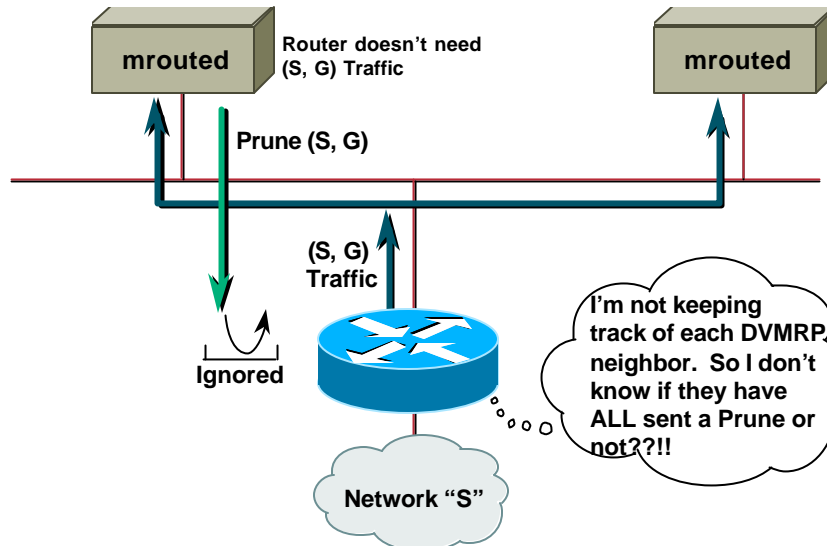 mrouted
Router doesn't need
(S, G) Traffic
mrouted
Prune (S, G)
(S, G)
Traffic
Ignored
I'm not keeping
track of each DVMRP
neighbor.  So I don't
know if they have
ALL sent a Prune or
not??!!
Network “S”